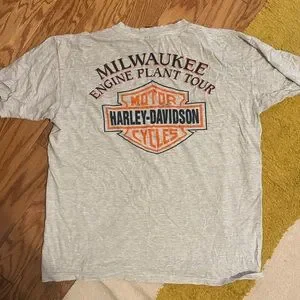 MILWAUKEE
ENGINE PLANT TOUR
MOTOR
HARLEY-DAVIDSON
CYCLES